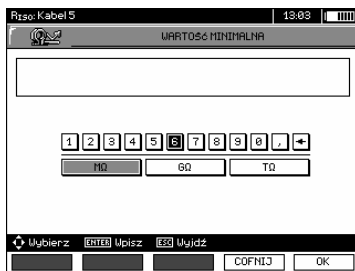 RISO: Kabel 5 13:03
WARTOŚĆ MINIMALNA
1 2 3 4 5 6 7 8 9 0 , ←
MΩ GΩ TΩ
Wybierz ENTER Wpisz ESC Wyjdź
COFNIJ OK